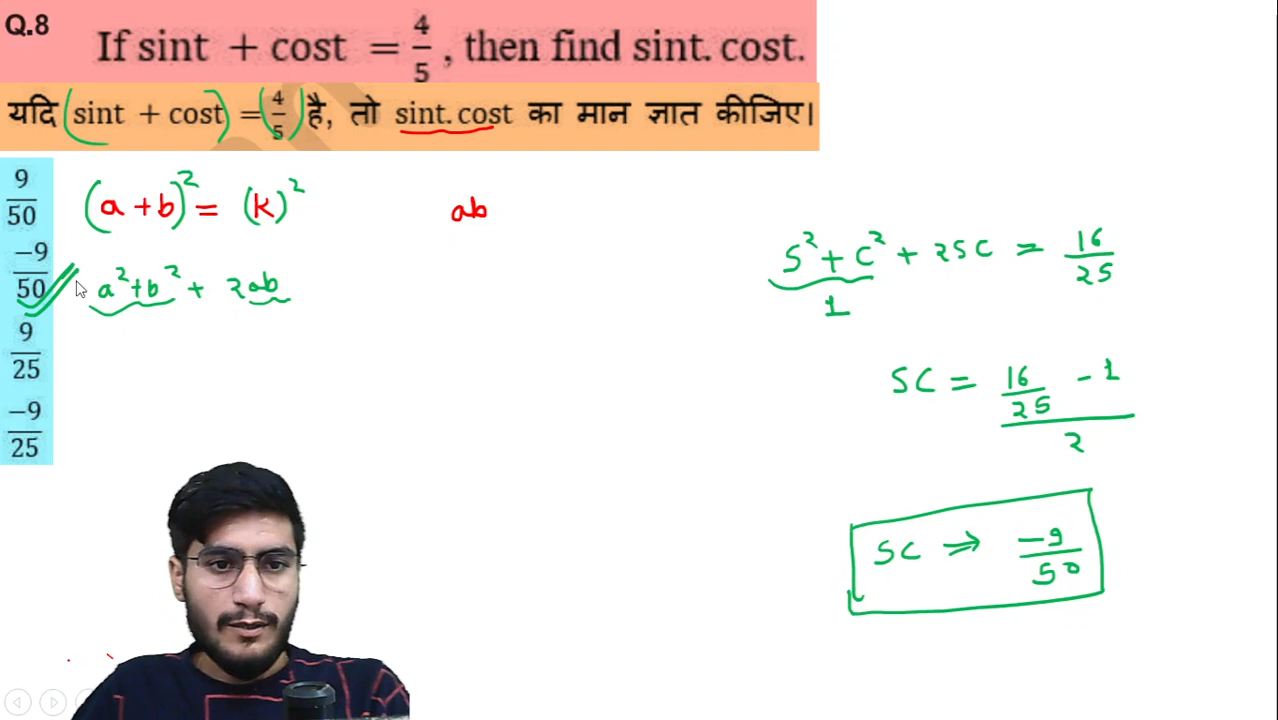 Q.8
If sint + cost = 4/5, then find sint. cost.
यदि (sint + cost) = (4/5) है, तो sint. cost का मान ज्ञात कीजिए।
9/50
-9/50
9/25
-9/25
(a + b)² = (k)²
ab
a² + b² + 2ab
S² + C² + 2SC = 16/25
1
SC = (16/25 - 1)/2
SC ⇒ -9/50